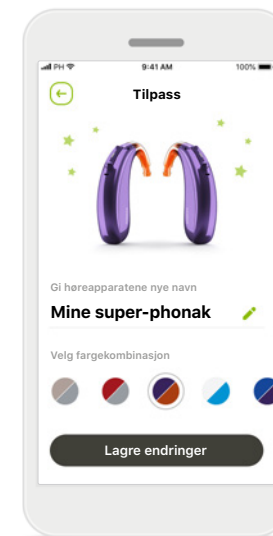 PH
9:41 AM
100%
Tilpass
Gi høreapparatene nye navn
Mine super-phonak
Velg fargekombinasjon
Lagre endringer